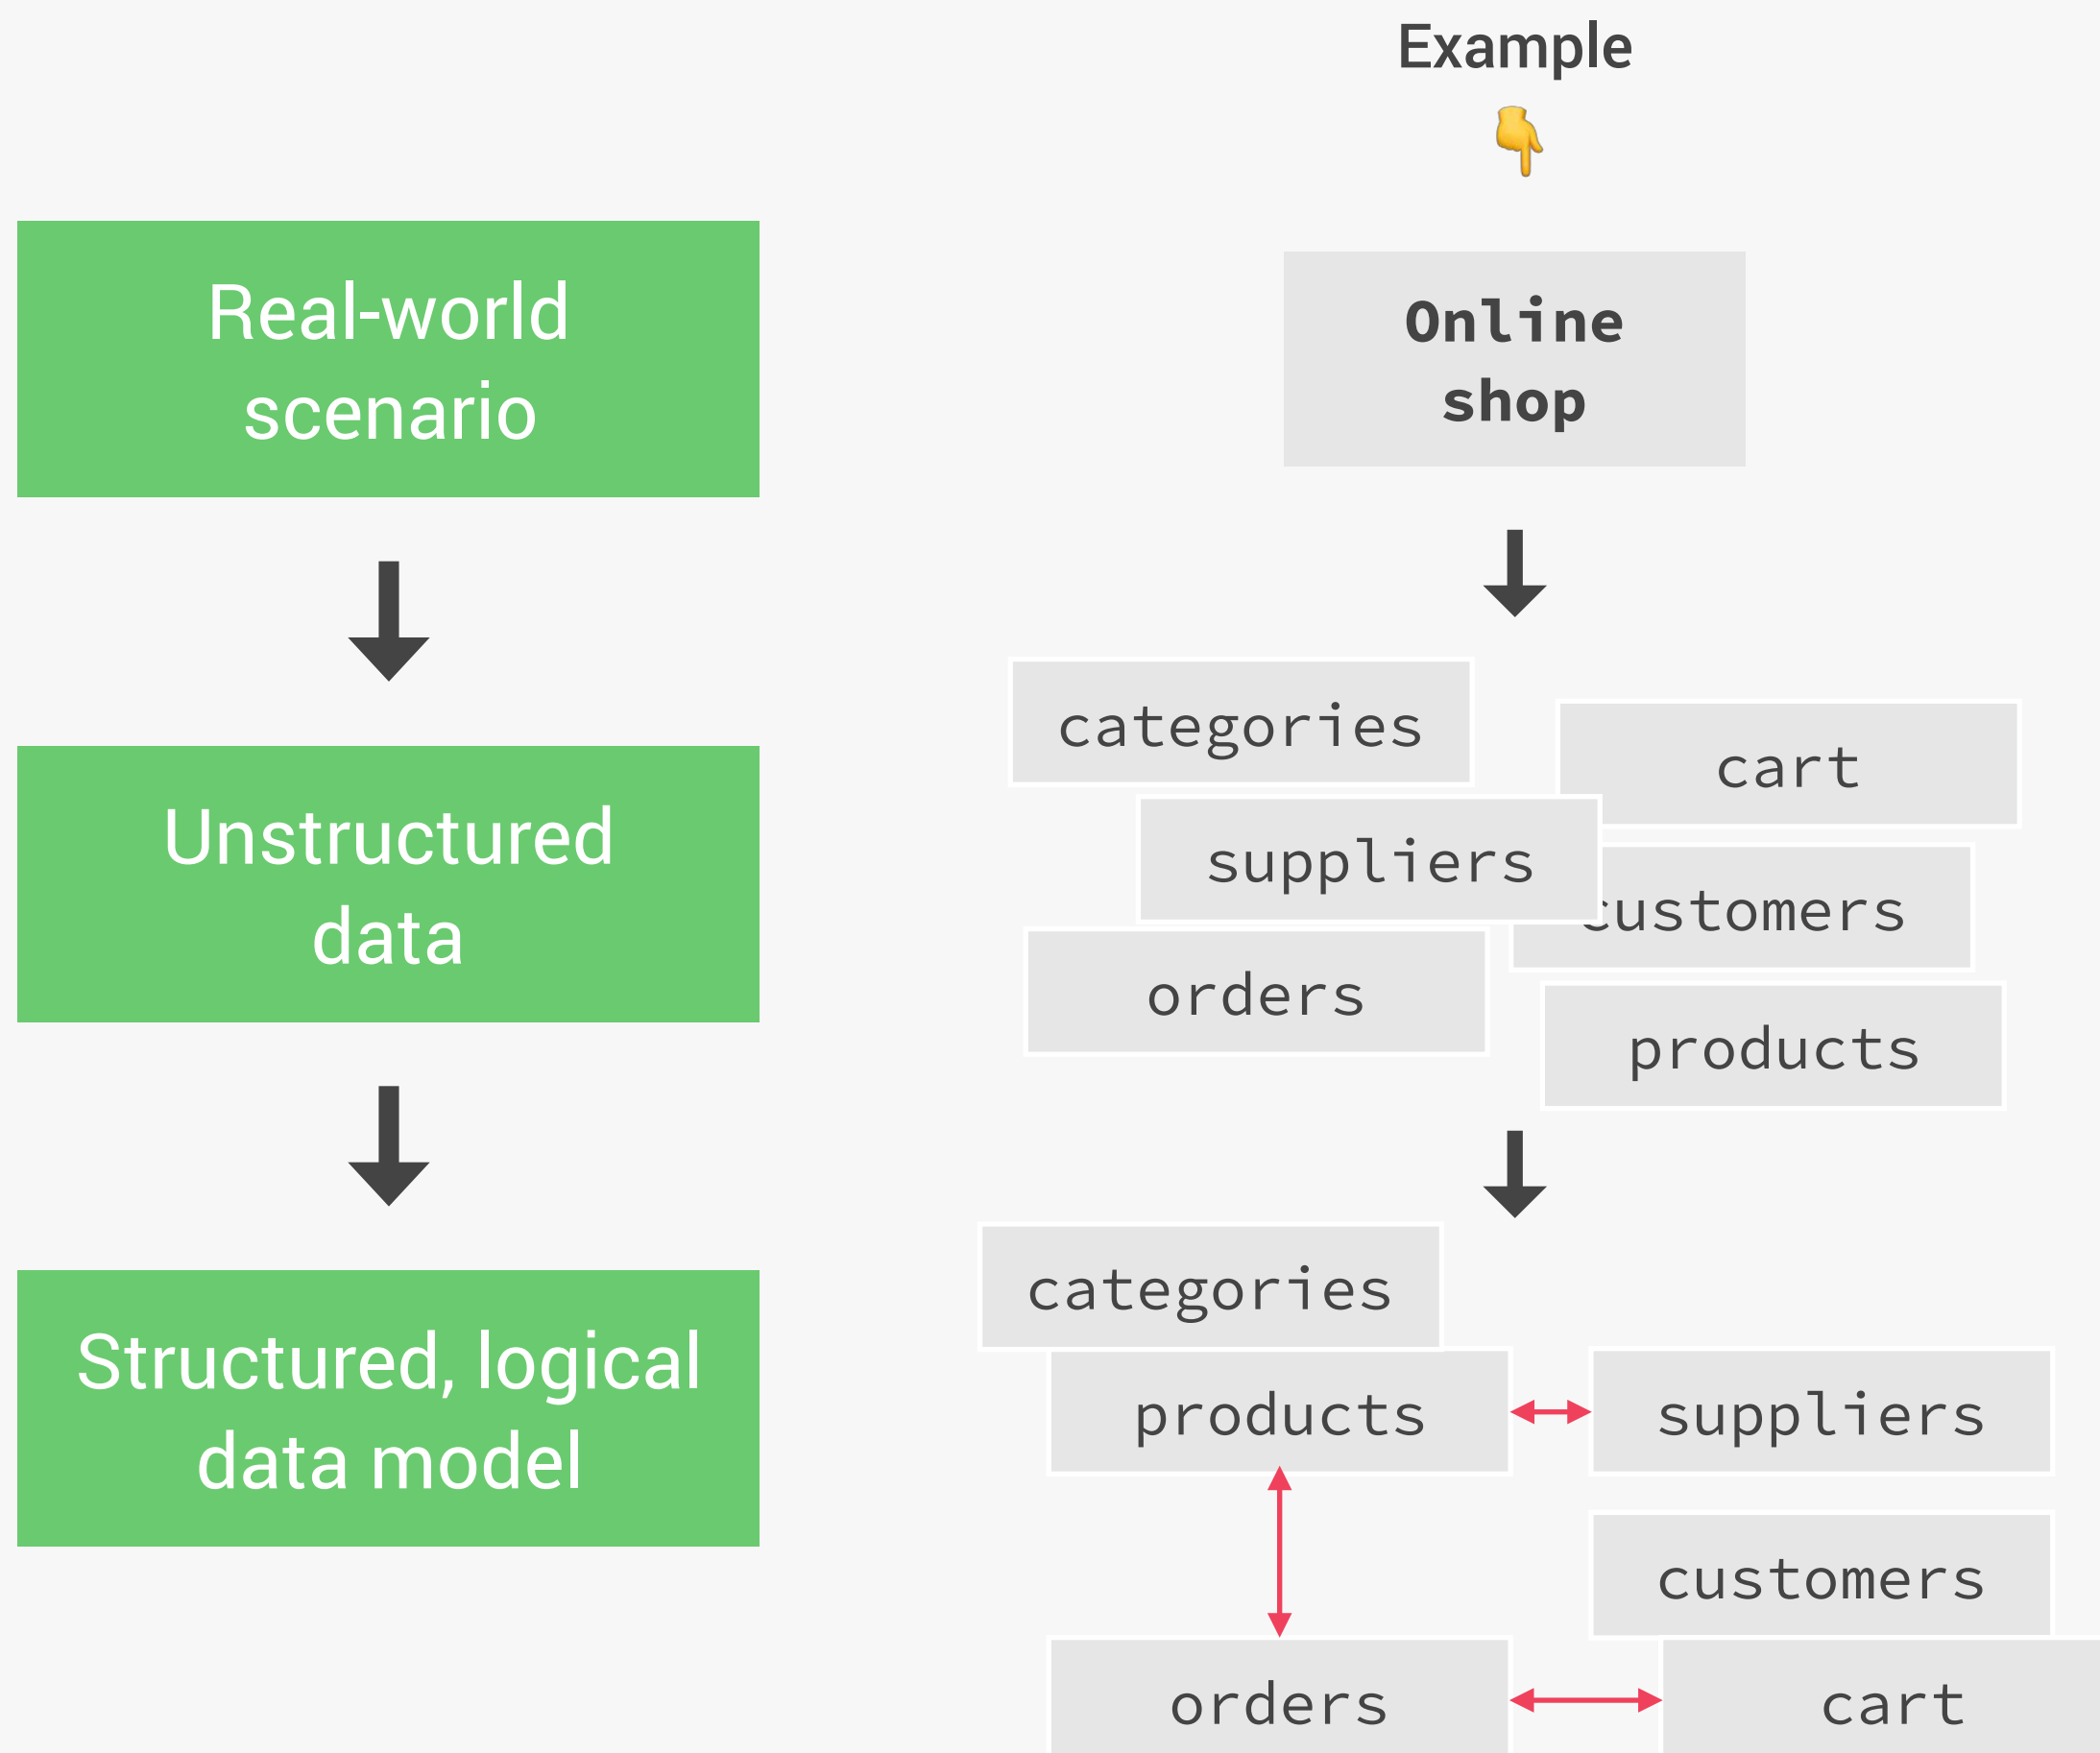 Example
Real-world
scenario
Online
shop
Unstructured
data
categories
cart
suppliers
customers
orders
products
Structured, logical
data model
categories
products
suppliers
customers
orders
cart